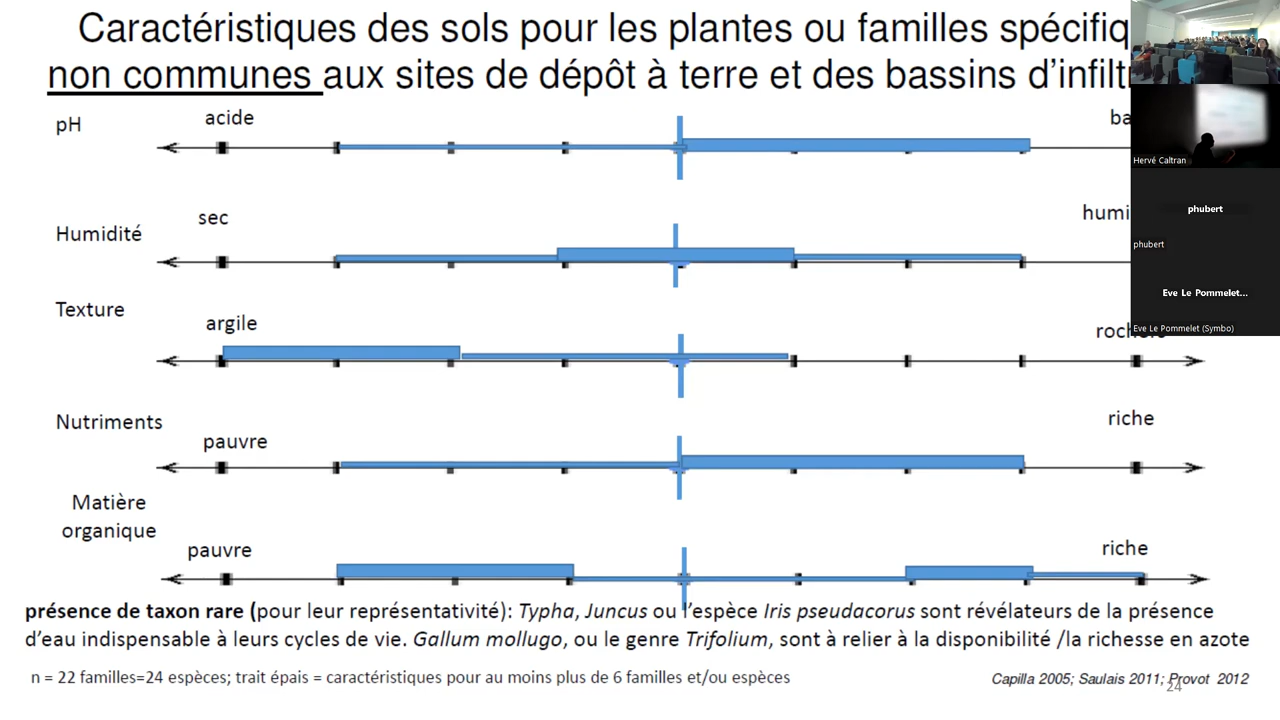 Caractéristiques des sols pour les plantes ou familles
non communes aux sites de dépôt à terre et des bassins
pH
acide
Hervé Caltran
phubert
phubert
Humidité
sec
Eve Le Pommelet...
Eve Le Pommelet (Symbo)
Texture
argile
Nutriments
pauvre
riche
Matière
organique
pauvre
riche
présence de taxon rare (pour leur représentativité): Typha, Juncus ou l'espèce Iris pseudacorus sont révélateurs de la présence
d'eau indispensable à leurs cycles de vie. Gallum mollugo, ou le genre Trifolium, sont à relier à la disponibilité /la richesse en azote
n = 22 familles=24 espèces; trait épais = caractéristiques pour au moins plus de 6 familles et/ou espèces
Capilla 2005; Saulais 2011; Provot 2012
24